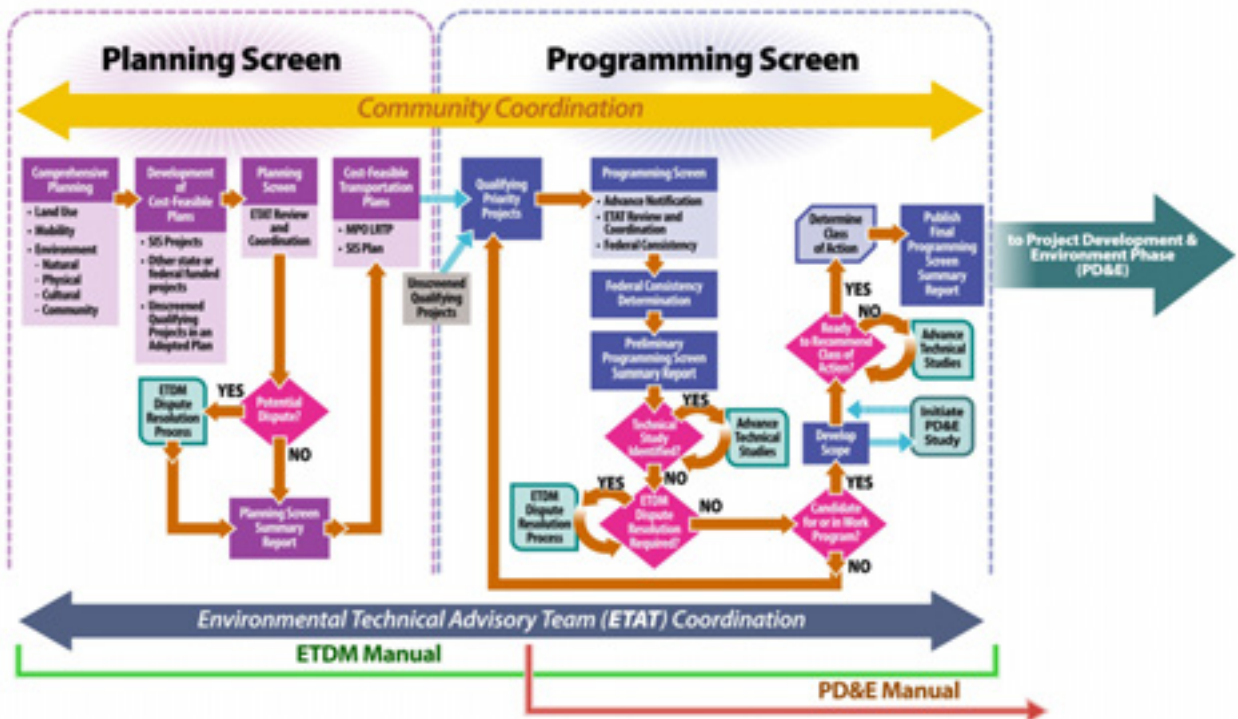 Planning Screen
Programming Screen
Community Coordination
Comprehensive
Planning
• Land Use
• Mobility
• Environment
– Natural
– Physical
– Cultural
– Community
Development
of
Cost-Feasible
Plans
• SIS Projects
• Other state or
federal funded
projects
• Unscreened
Qualifying
Projects in an
Adopted Plan
Planning
Screen
ETAT Review
and
Coordination
Cost-Feasible
Transportation
Plans
• MPO LRTP
• SIS Plan
Potential
Dispute?
YES
NO
ETDM
Dispute
Resolution
Process
Planning Screen
Summary
Report
Unscreened
Qualifying
Projects
Qualifying
Priority
Projects
Programming Screen
• Advance Notification
• ETAT Review and
Coordination
• Federal Consistency
Federal Consistency
Determination
Preliminary
Programming Screen
Summary Report
Technical
Study
Identified?
YES
Advance
Technical
Studies
NO
ETDM
Dispute
Resolution
Required?
YES
ETDM
Dispute
Resolution
Process
NO
Candidate
for or in Work
Program?
NO
YES
Develop
Scope
Initiate
PD&E
Study
Ready
to Recommend
Class of
Action?
NO
Advance
Technical
Studies
YES
Determine
Class
of Action
Publish
Final
Programming
Screen
Summary
Report
to Project Development &
Environment Phase
(PD&E)
Environmental Technical Advisory Team (ETAT) Coordination
ETDM Manual
PD&E Manual